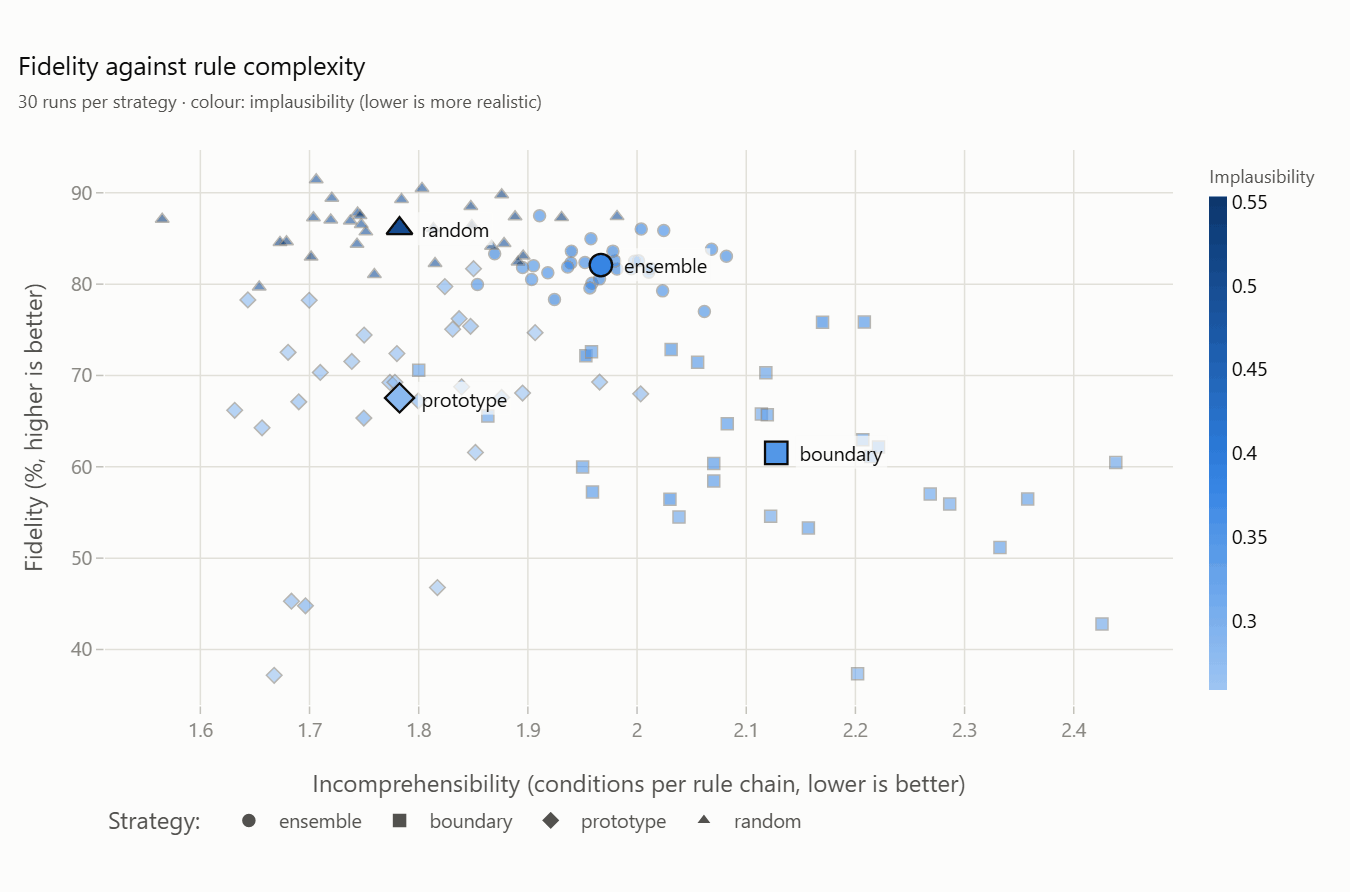 Fidelity against rule complexity
30 runs per strategy · colour: implausibility (lower is more realistic)
Implausibility
0.55
0.5
0.45
0.4
0.35
0.3
Fidelity (%, higher is better)
90
80
70
60
50
40
random
ensemble
prototype
boundary
1.6 1.7 1.8 1.9 2 2.1 2.2 2.3 2.4
Incomprehensibility (conditions per rule chain, lower is better)
Strategy: ensemble boundary prototype random